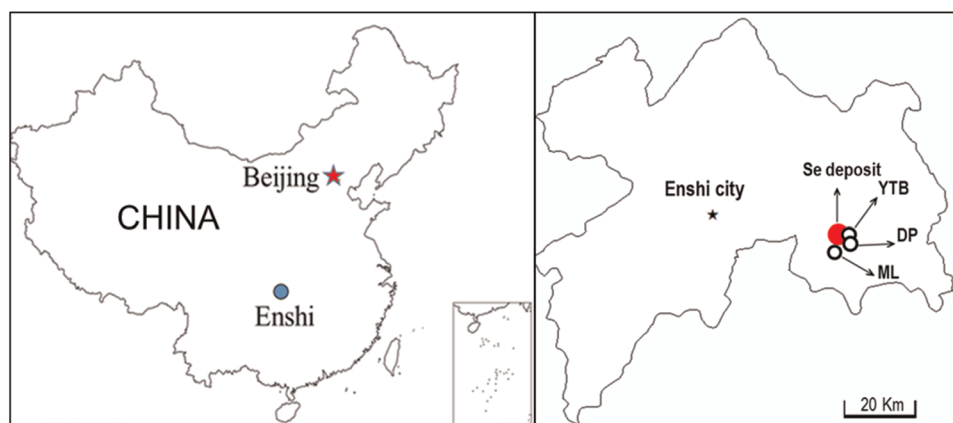 Beijing
CHINA
Enshi
Se deposit
YTB
Enshi city
DP
ML
20 Km